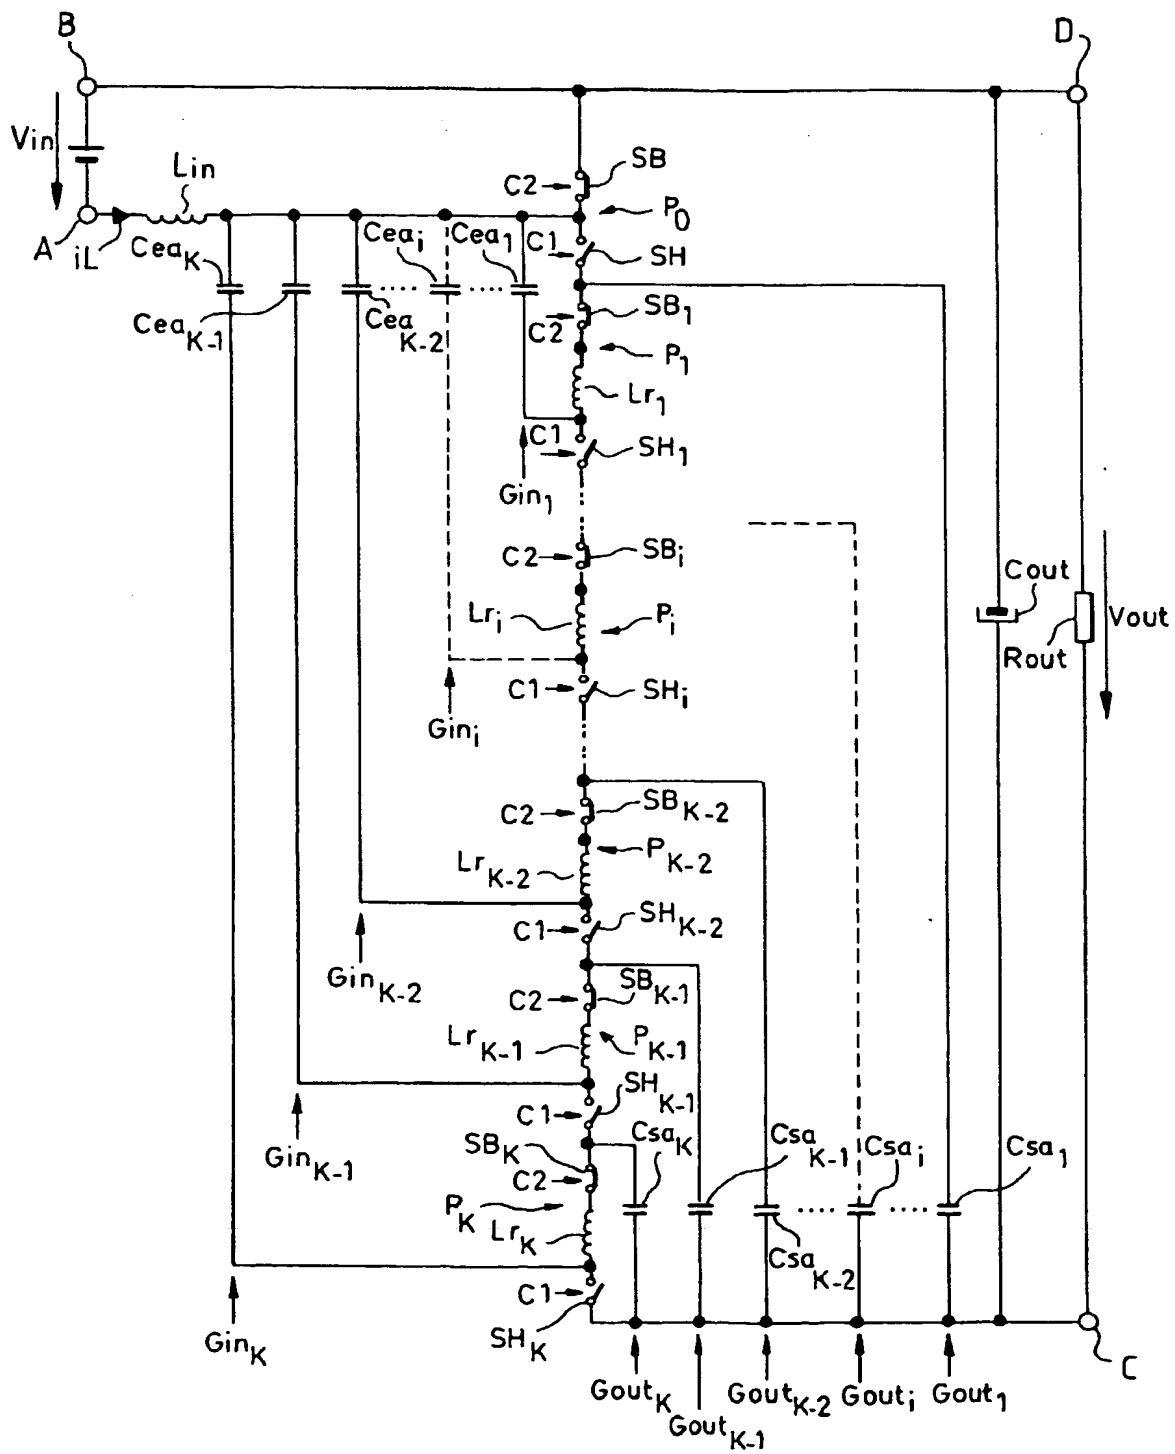 B
D
Vin
Lin
C2
SB
P0
A
iL
CeaK
Ceai
Cea1
C1
SH
CeaK-1
CeaK-2
C2
SB1
P1
Lr1
C1
SH1
Gin1
C2
SBi
Lri
Pi
Cout
Vout
Rout
C1
SHi
Gini
C2
SBK-2
PK-2
LrK-2
C1
SHK-2
GinK-2
C2
SBK-1
LrK-1
PK-1
C1
SHK-1
GinK-1
SBK
CsaK
CsaK-1
Csai
Csa1
C2
PK
LrK
CsaK-2
C1
GinK
SHK
C
GoutK
GoutK-1
GoutK-2
Gouti
Gout1